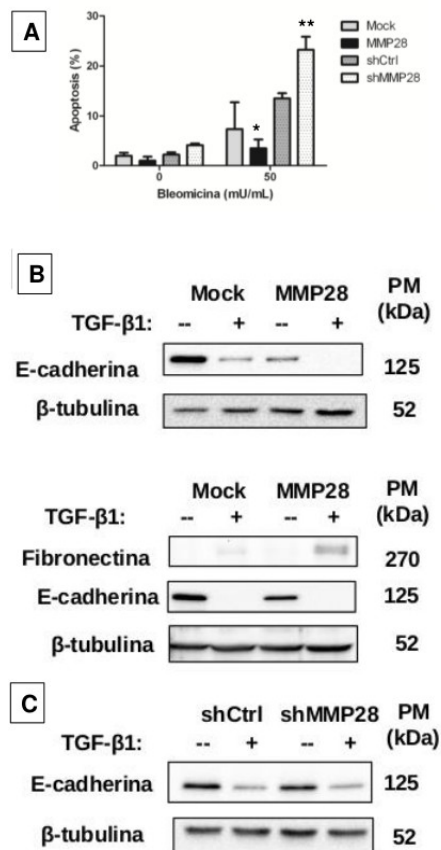 A
Apoptosis (%)
30
20
10
0
Mock
MMP28
shCtrl
shMMP28
*
**
0 50
Bleomicina (mU/mL)
B
Mock MMP28 PM
(kDa)
TGF-β1: -- + -- +
E-cadherina 125
β-tubulina 52
Mock MMP28 PM
(kDa)
TGF-β1: -- + -- +
Fibronectina 270
E-cadherina 125
β-tubulina 52
C
shCtrl shMMP28 PM
(kDa)
TGF-β1: -- + -- +
E-cadherina 125
β-tubulina 52